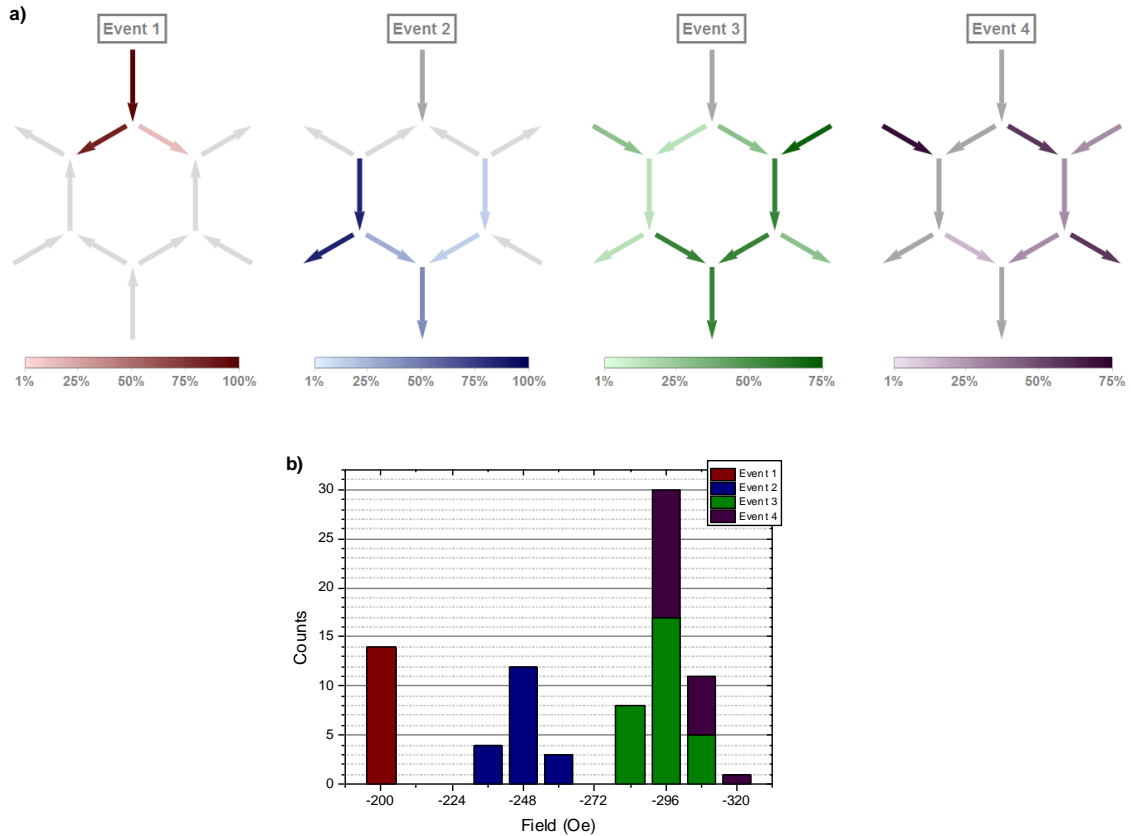 a)
Event 1 Event 2 Event 3 Event 4
1% 25% 50% 75% 100% 1% 25% 50% 75% 100% 1% 25% 50% 75% 1% 25% 50% 75%
b)
Event 1
Event 2
Event 3
Event 4
30
25
20
15
10
5
0
Counts
-200 -224 -248 -272 -296 -320
Field (Oe)